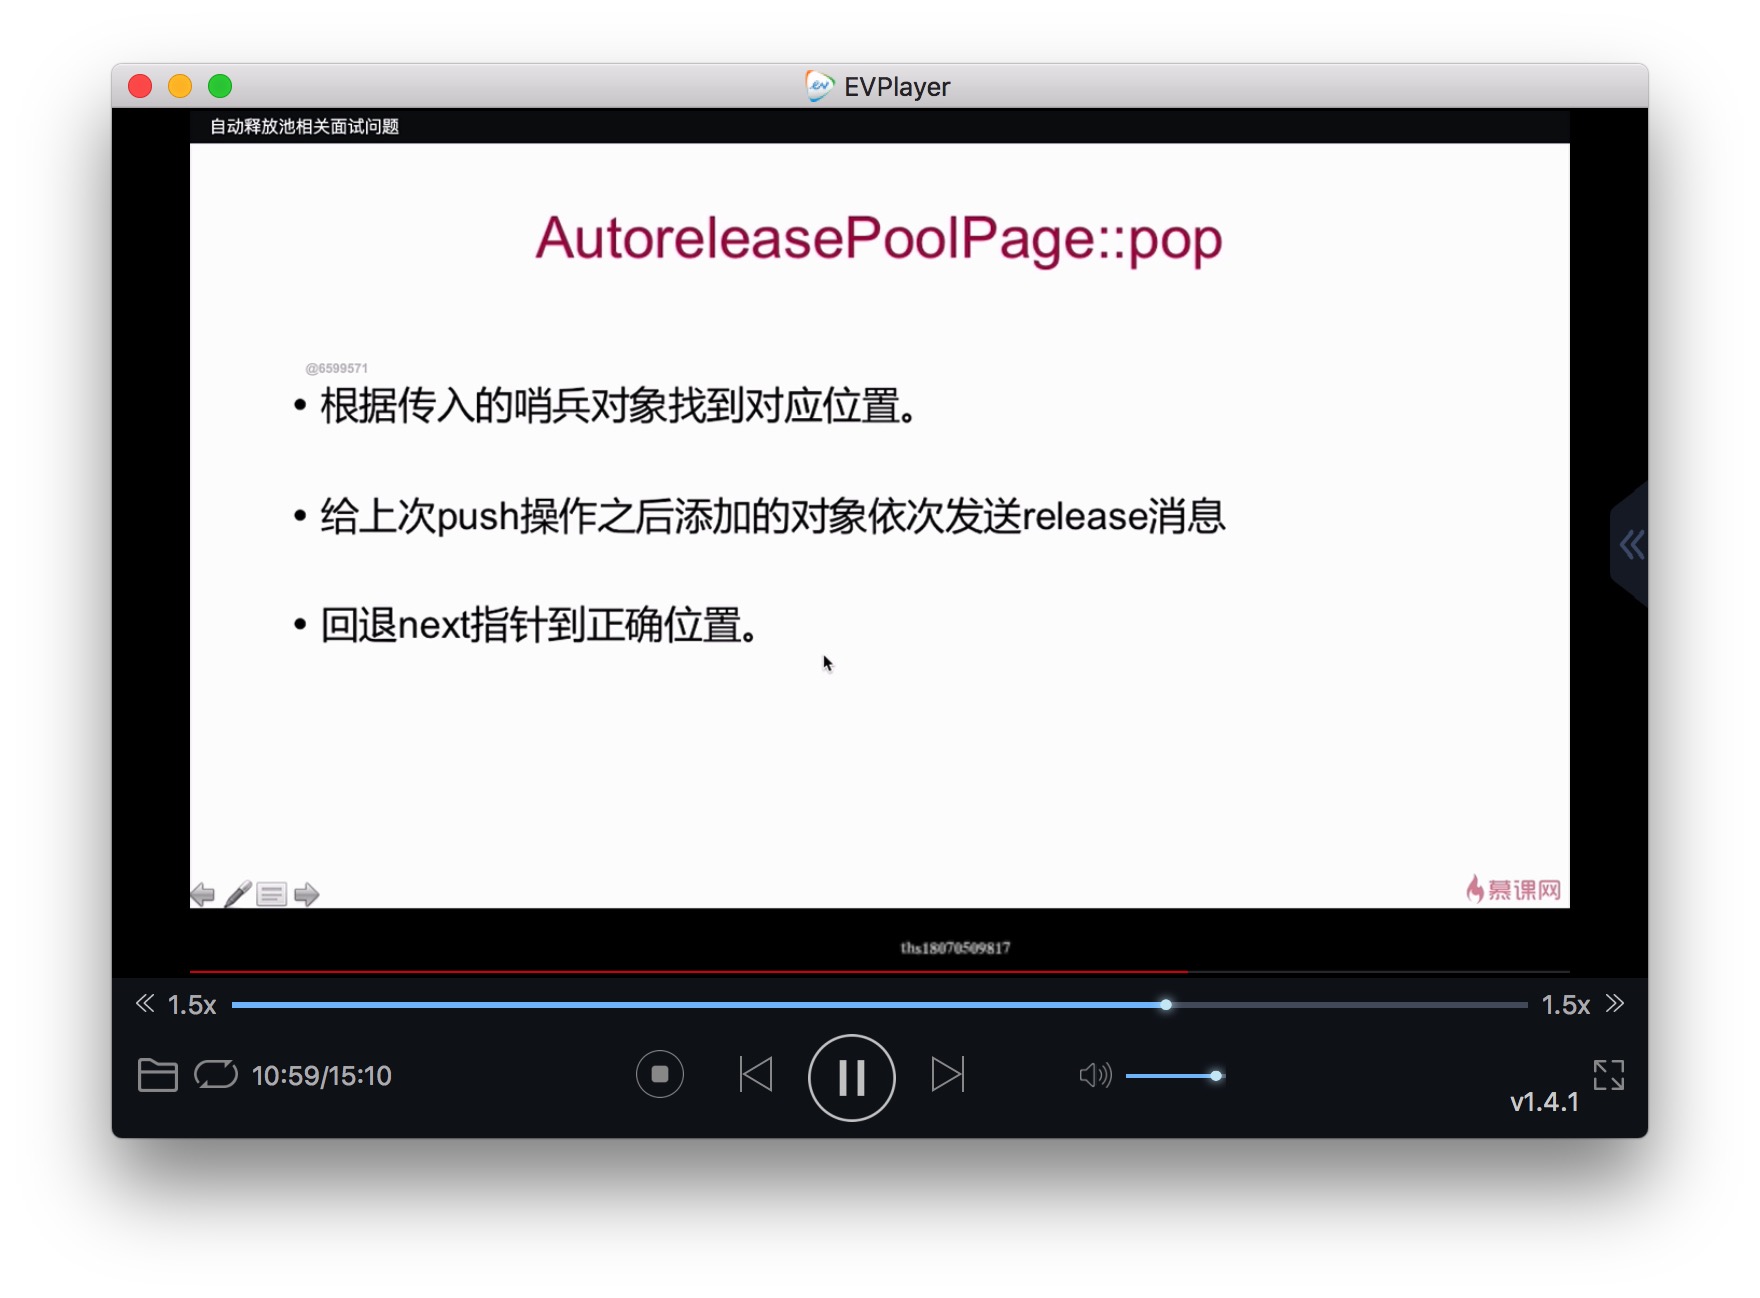 EVPlayer
自动释放池相关面试问题
AutoreleasePoolPage::pop
@6599571
• 根据传入的哨兵对象找到对应位置。
• 给上次push操作之后添加的对象依次发送release消息
• 回退next指针到正确位置。
慕课网
ths18070509817
1.5x
1.5x
10:59/15:10
v1.4.1